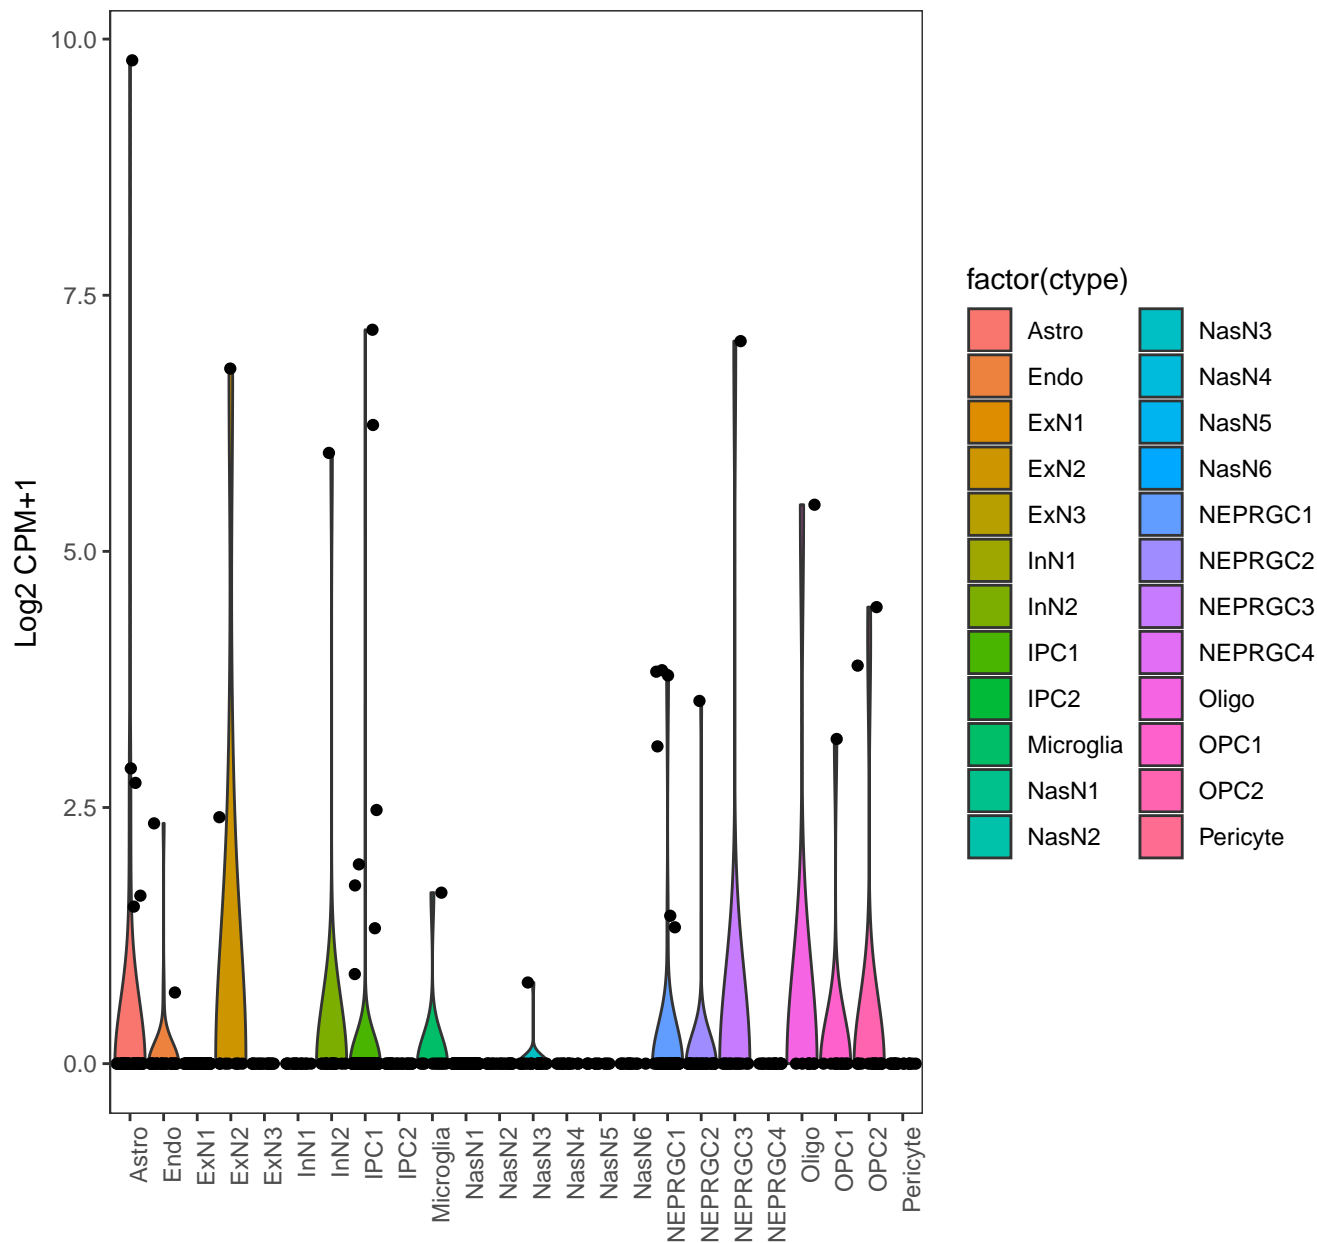 10.0
7.5
5.0
2.5
0.0
Log2 CPM+1
Astro
Endo
ExN1
ExN2
ExN3
InN1
InN2
IPC1
IPC2
Microglia
NasN1
NasN2
NasN3
NasN4
NasN5
NasN6
NEPRGC1
NEPRGC2
NEPRGC3
NEPRGC4
Oligo
OPC1
OPC2
Pericyte
factor(ctype)
Astro
Endo
ExN1
ExN2
ExN3
InN1
InN2
IPC1
IPC2
Microglia
NasN1
NasN2
NasN3
NasN4
NasN5
NasN6
NEPRGC1
NEPRGC2
NEPRGC3
NEPRGC4
Oligo
OPC1
OPC2
Pericyte